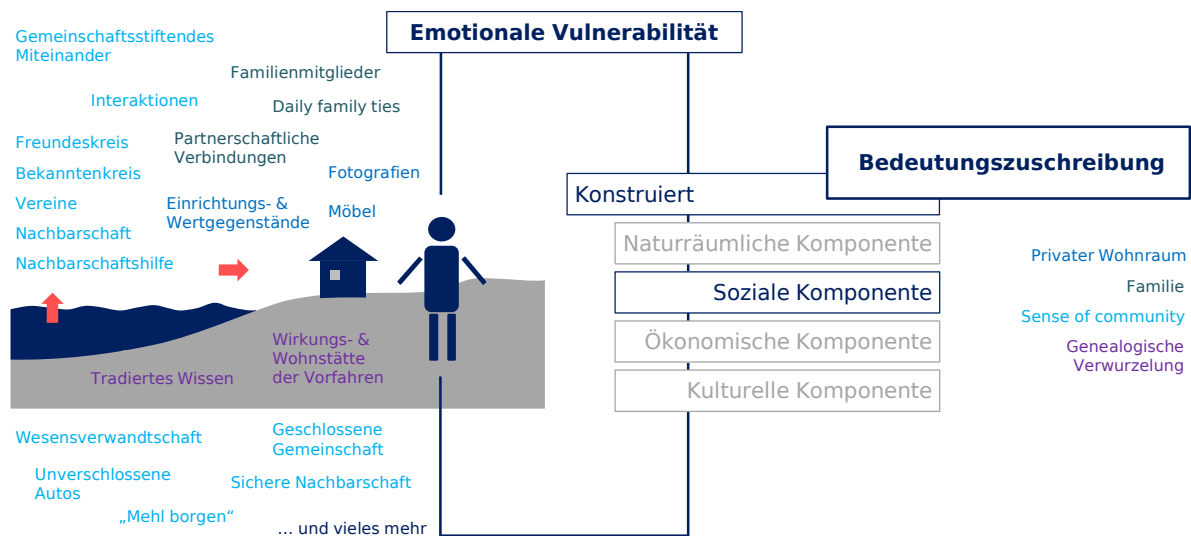 Emotionale Vulnerabilität
Gemeinschaftsstiftendes
Miteinander
Familienmitglieder
Interaktionen
Daily family ties
Freundeskreis
Partnerschaftliche
Verbindungen
Bekanntenkreis
Fotografien
Vereine
Einrichtungs- &
Wertgegenstände
Möbel
Nachbarschaft
Nachbarschaftshilfe
Wirkungs- &
Wohnstätte
der Vorfahren
Tradiertes Wissen
Wesensverwandtschaft
Geschlossene
Gemeinschaft
Unverschlossene
Autos
Sichere Nachbarschaft
„Mehl borgen“
... und vieles mehr
Bedeutungszuschreibung
Konstruiert
Naturräumliche Komponente
Soziale Komponente
Ökonomische Komponente
Kulturelle Komponente
Privater Wohnraum
Familie
Sense of community
Genealogische
Verwurzelung